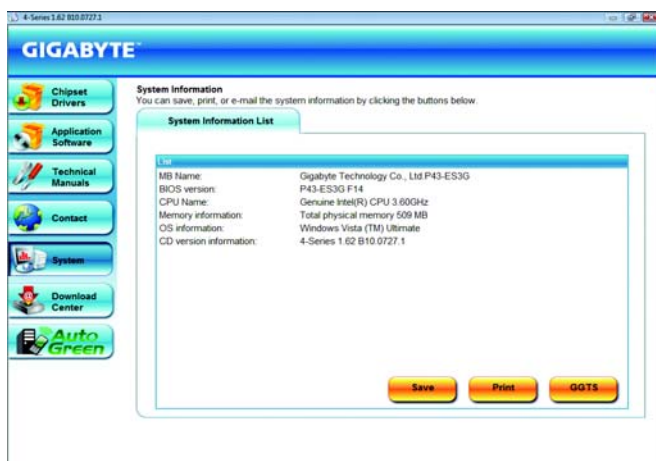 4-Series 1.62 B10.0727.1
GIGABYTE™
Chipset
Drivers
Application
Software
Technical
Manuals
Contact
System
Download
Center
Auto
Green
System Information
You can save, print, or e-mail the system information by clicking the buttons below.
System Information List
List
MB Name: Gigabyte Technology Co., Ltd.P43-ES3G
BIOS version: P43-ES3G F14
CPU Name: Genuine Intel(R) CPU 3.60GHz
Memory information: Total physical memory 509 MB
OS information: Windows Vista (TM) Ultimate
CD version information: 4-Series 1.62 B10.0727.1
Save Print GGTS